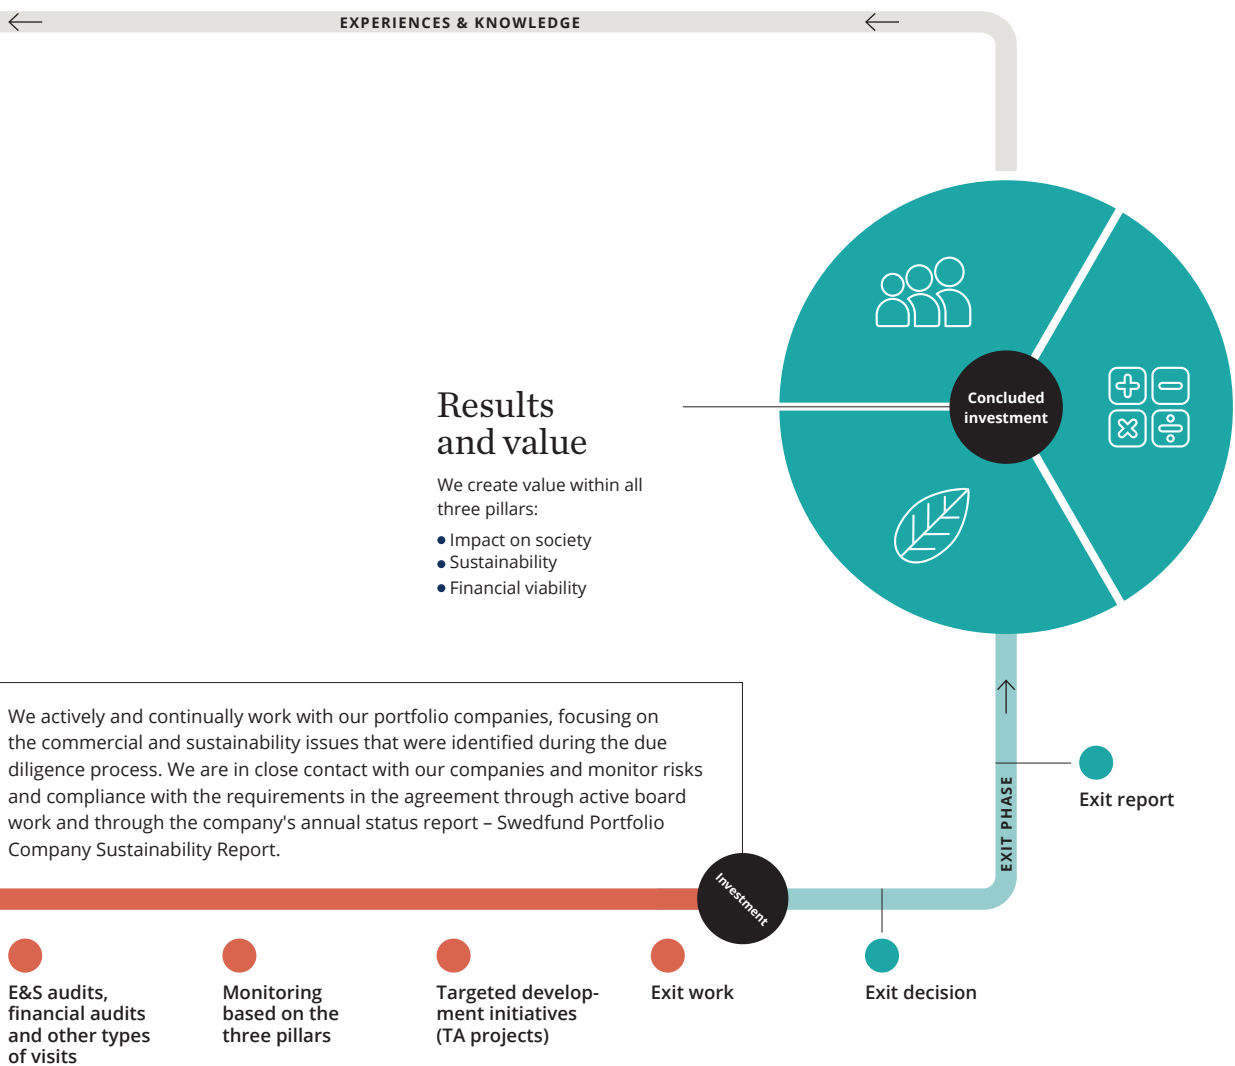 EXPERIENCES & KNOWLEDGE
Concluded
investment
Results
and value
We create value within all
three pillars:
• Impact on society
• Sustainability
• Financial viability
We actively and continually work with our portfolio companies, focusing on
the commercial and sustainability issues that were identified during the due
diligence process. We are in close contact with our companies and monitor risks
and compliance with the requirements in the agreement through active board
work and through the company's annual status report – Swedfund Portfolio
Company Sustainability Report.
EXIT PHASE
Exit report
Investment
E&S audits,
financial audits
and other types
of visits
Monitoring
based on the
three pillars
Targeted develop-
ment initiatives
(TA projects)
Exit work
Exit decision